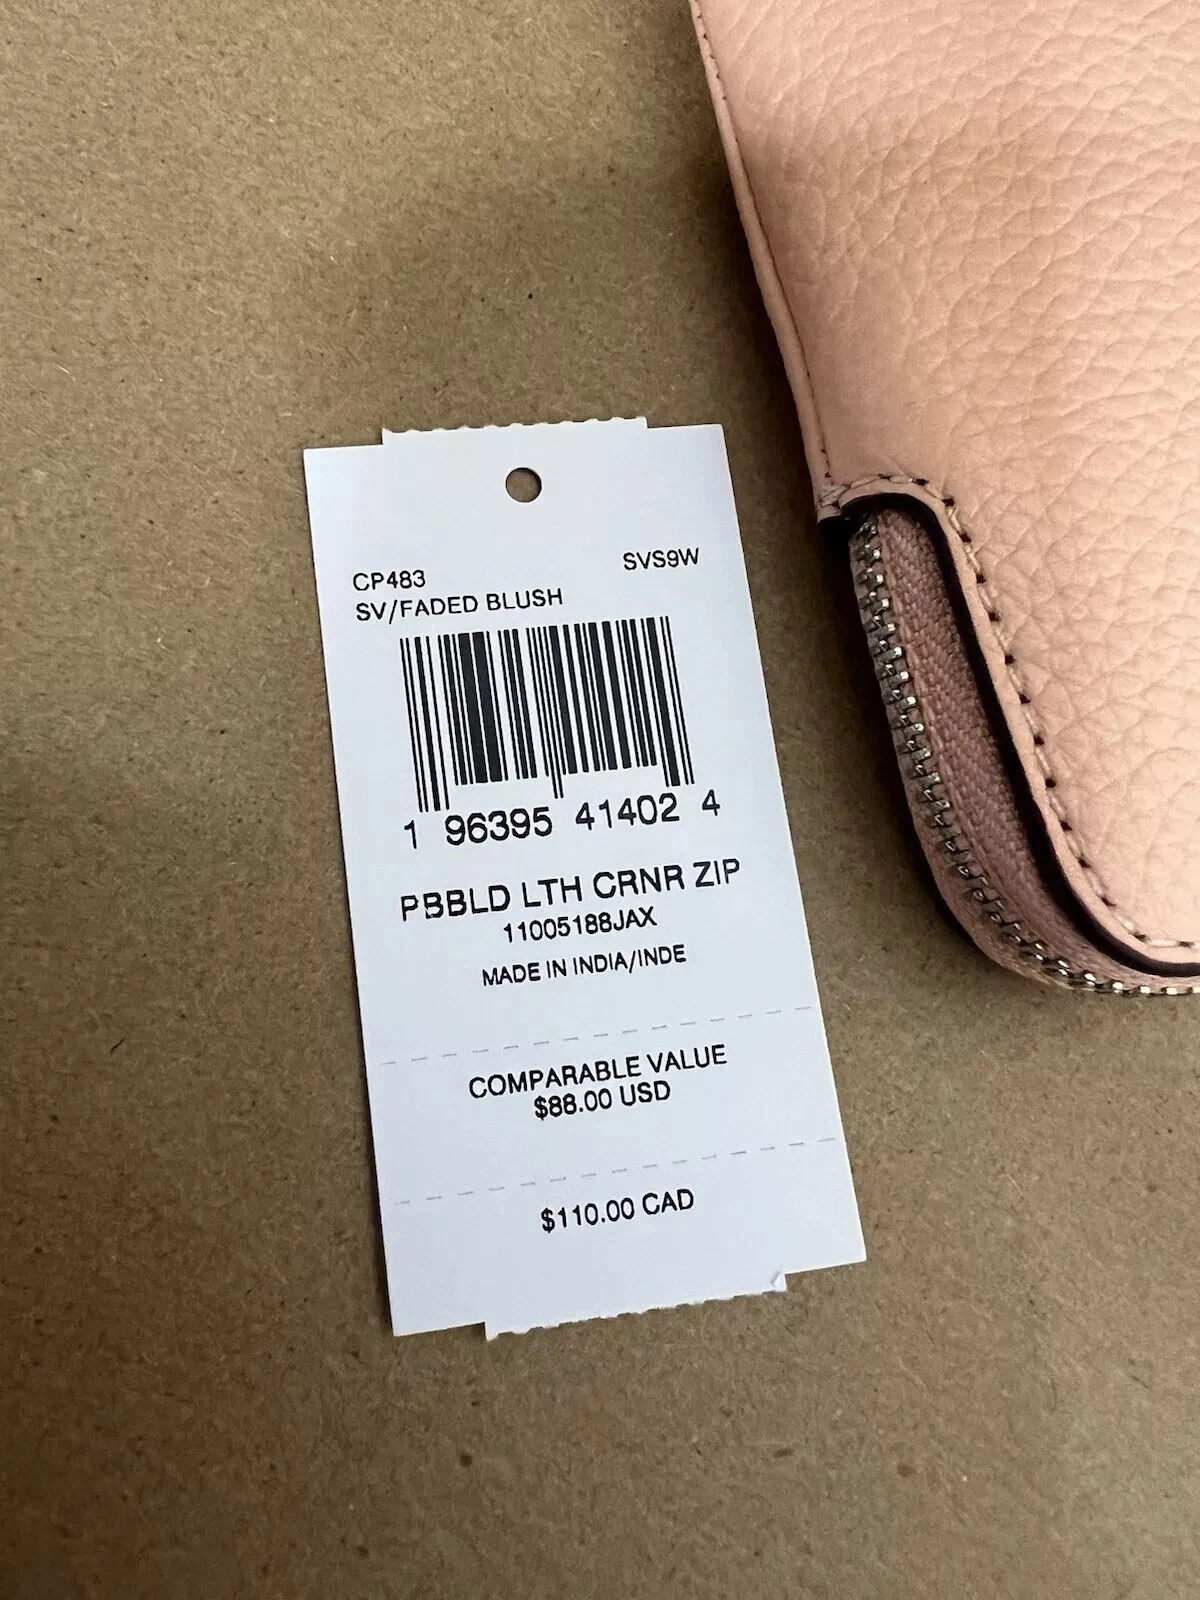 CP483 SVS9W
SV/FADED BLUSH
1 96395 41402 4
PBBLD LTH CRNR ZIP
11005188JAX
MADE IN INDIA/INDE
COMPARABLE VALUE
$88.00 USD
$110.00 CAD